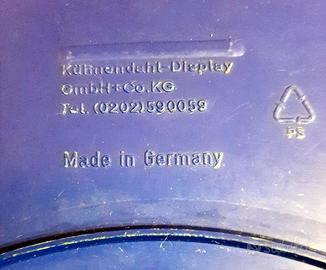 Kühnendahl-Display
GmbH+Co.KG
Tel. (0202)590059
PS
Made in Germany